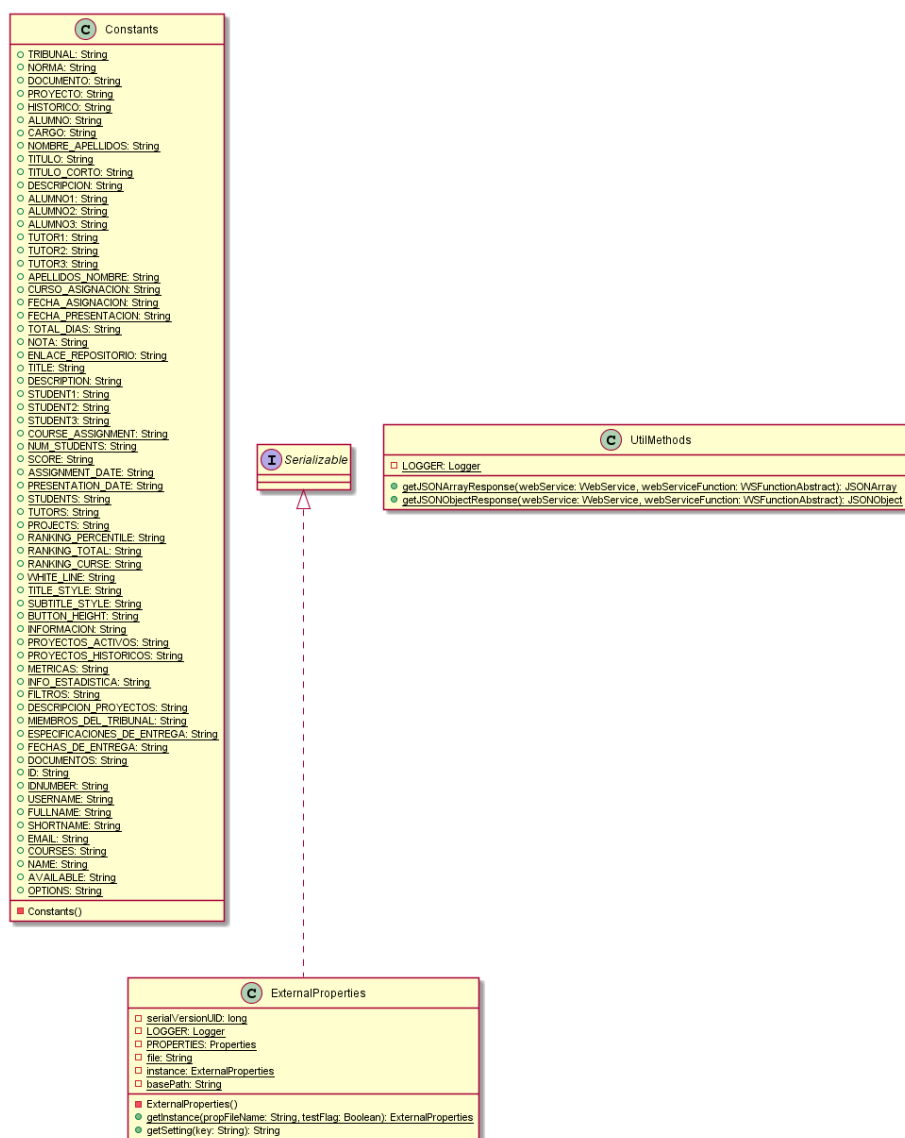 C Constants
TRIBUNAL: String
NORMA: String
DOCUMENTO: String
PROYECTO: String
HISTORICO: String
ALUMNO: String
CARGO: String
NOMBRE_APELLIDOS: String
TITULO: String
TITULO_CORTO: String
DESCRIPCION: String
ALUMNO1: String
ALUMNO2: String
ALUMNO3: String
TUTOR1: String
TUTOR2: String
TUTOR3: String
APELLIDOS_NOMBRE: String
CURSO_ASIGNACION: String
FECHA_ASIGNACION: String
FECHA_PRESENTACION: String
TOTAL_DIAS: String
NOTA: String
ENLACE_REPOSITORIO: String
TITLE: String
DESCRIPTION: String
STUDENT1: String
STUDENT2: String
STUDENT3: String
COURSE_ASSIGNMENT: String
NUM_STUDENTS: String
SCORE: String
ASSIGNMENT_DATE: String
PRESENTATION_DATE: String
STUDENTS: String
TUTORS: String
PROJECTS: String
RANKING_PERCENTILE: String
RANKING_TOTAL: String
RANKING_CURSE: String
WHITE_LINE: String
TITLE_STYLE: String
SUBTITLE_STYLE: String
BUTTON_HEIGHT: String
INFORMACION: String
PROYECTOS_ACTIVOS: String
PROYECTOS_HISTORICOS: String
METRICAS: String
INFO_ESTADISTICA: String
FILTROS: String
DESCRIPCION_PROYECTOS: String
MIEMBROS_DEL_TRIBUNAL: String
ESPECIFICACIONES_DE_ENTREGA: String
FECHAS_DE_ENTREGA: String
DOCUMENTOS: String
ID: String
IDNUMBER: String
USERNAME: String
FULLNAME: String
SHORTNAME: String
EMAIL: String
COURSES: String
NAME: String
AVAILABLE: String
OPTIONS: String
Constants()
I Serializable
C UtilMethods
LOGGER: Logger
getJSONArrayResponse(webService: WebService, webServiceFunction: WSFunctionAbstract): JSONArray
getJSONObjectResponse(webService: WebService, webServiceFunction: WSFunctionAbstract): JSONObject
C ExternalProperties
serialVersionUID: long
LOGGER: Logger
PROPERTIES: Properties
file: String
instance: ExternalProperties
basePath: String
ExternalProperties()
getInstance(propFileName: String, testFlag: Boolean): ExternalProperties
getSetting(key: String): String